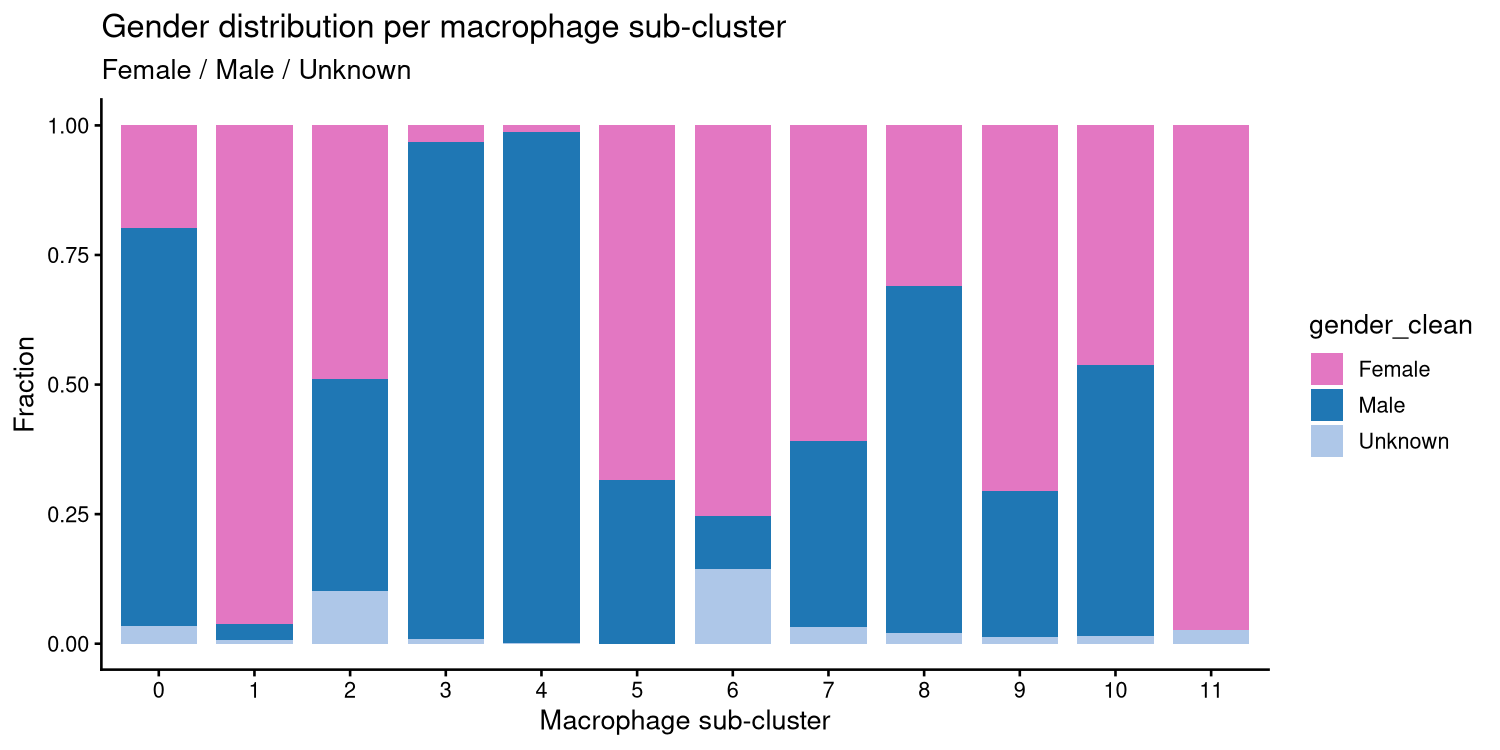 Gender distribution per macrophage sub-cluster
Female / Male / Unknown
1.00
0.75
0.50
0.25
0.00
Fraction
0 1 2 3 4 5 6 7 8 9 10 11
Macrophage sub-cluster
gender_clean
Female
Male
Unknown